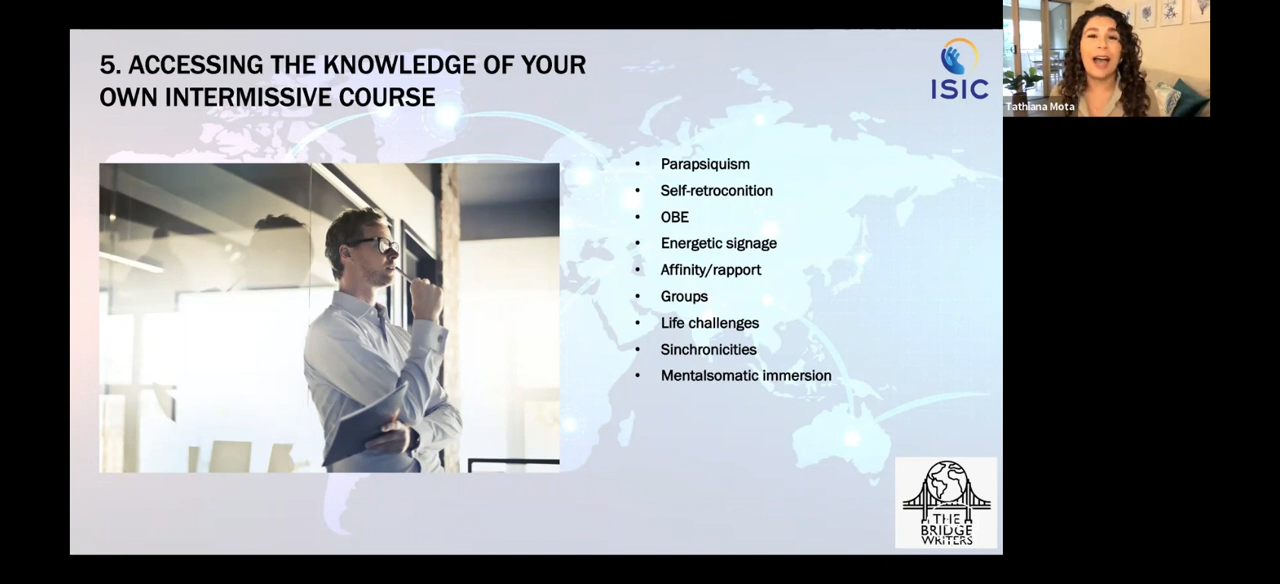 5. ACCESSING THE KNOWLEDGE OF YOUR
OWN INTERMISSIVE COURSE
ISIC
Tathiana Mota
• Parapsiquism
• Self-retroconition
• OBE
• Energetic signage
• Affinity/rapport
• Groups
• Life challenges
• Sinchronicities
• Mentalsomatic immersion
THE
BRIDGE
WRITERS